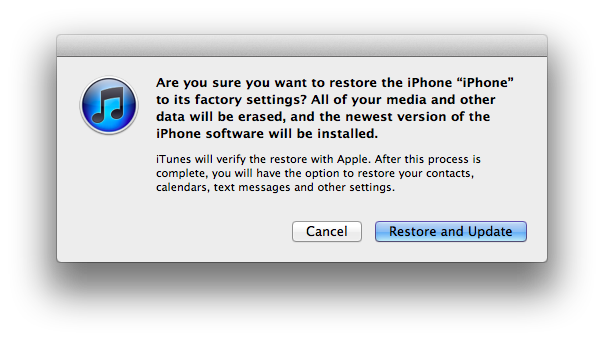 Are you sure you want to restore the iPhone “iPhone”
to its factory settings? All of your media and other
data will be erased, and the newest version of the
iPhone software will be installed.
iTunes will verify the restore with Apple. After this process is
complete, you will have the option to restore your contacts,
calendars, text messages and other settings.
Cancel
Restore and Update